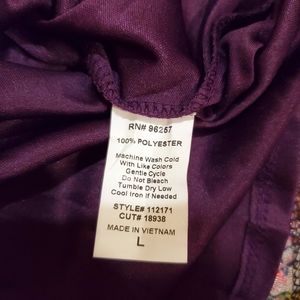 RN# 96257
100% POLYESTER
Machine Wash Cold
With Like Colors
Gentle Cycle
Do Not Bleach
Tumble Dry Low
Cool Iron If Needed
STYLE# 112171
CUT# 18938
MADE IN VIETNAM
L